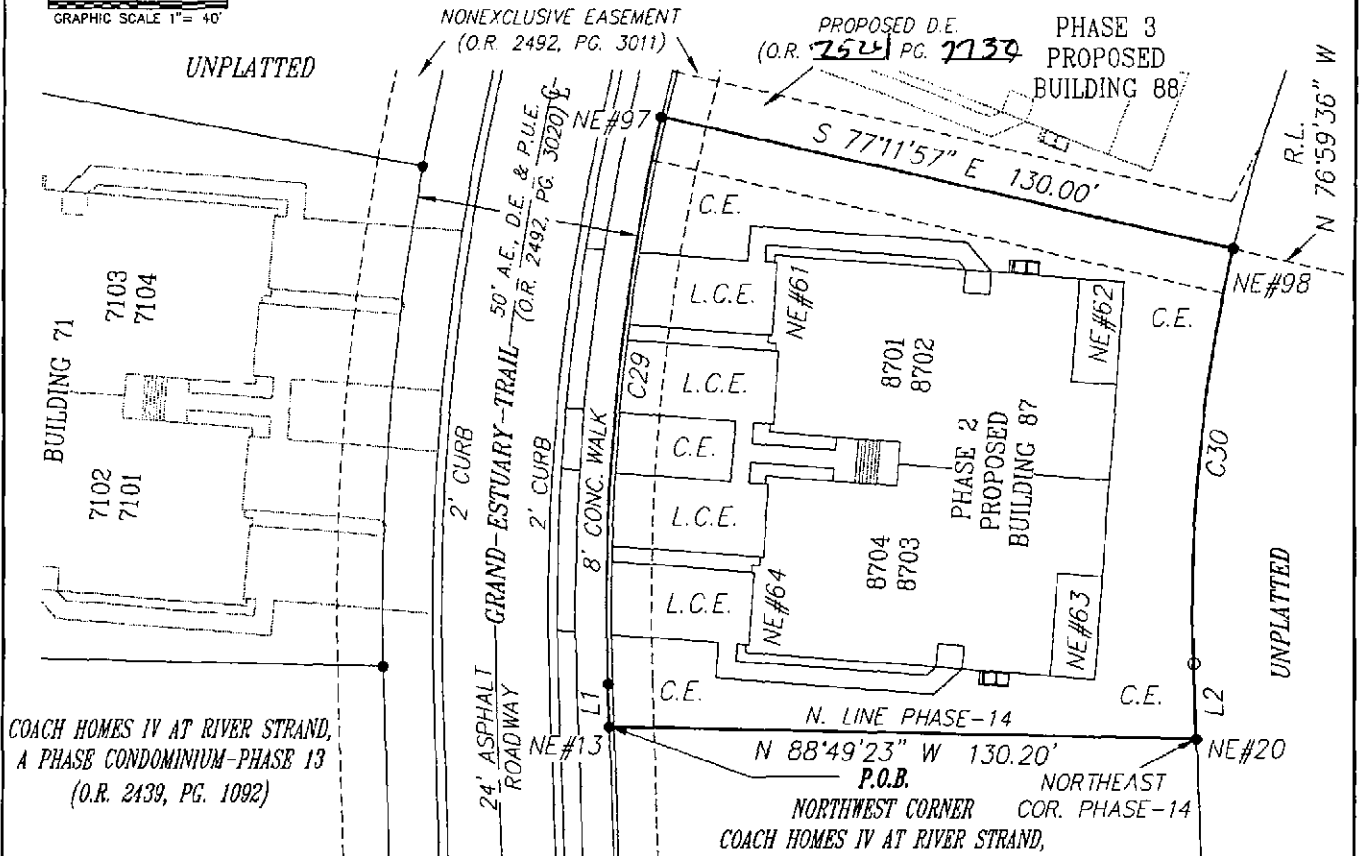 GRAPHIC SCALE 1"= 40'
UNPLATTED
NONEXCLUSIVE EASEMENT
(O.R. 2492, PG. 3011)
PROPOSED D.E.
(O.R. 2524 PG. 7730
PHASE 3
PROPOSED
BUILDING 88
R.L.
N 76°59'36" W
NE#97
S 77°11'57" E 130.00'
NE#98
50' A.E., D.E. & P.U.E.
(O.R. 2492, PG. 3020)
C.E.
L.C.E.
NE#61
NE#62
C.E.
7103
7104
BUILDING 71
7102
7101
2' CURB
GRAND ESTUARY TRAIL
2' CURB
8' CONC. WALK
C29
L.C.E.
C.E.
L.C.E.
L.C.E.
8701
8702
PHASE 2
PROPOSED
BUILDING 87
8704
8703
NE#64
NE#63
C30
UNPLATTED
24' ASPHALT
ROADWAY
L1
C.E.
C.E.
L2
N. LINE PHASE-14
NE#13
N 88°49'23" W 130.20'
NE#20
P.O.B.
NORTHWEST CORNER
COACH HOMES IV AT RIVER STRAND,
NORTHEAST
COR. PHASE-14
COACH HOMES IV AT RIVER STRAND,
A PHASE CONDOMINIUM-PHASE 13
(O.R. 2439, PG. 1092)